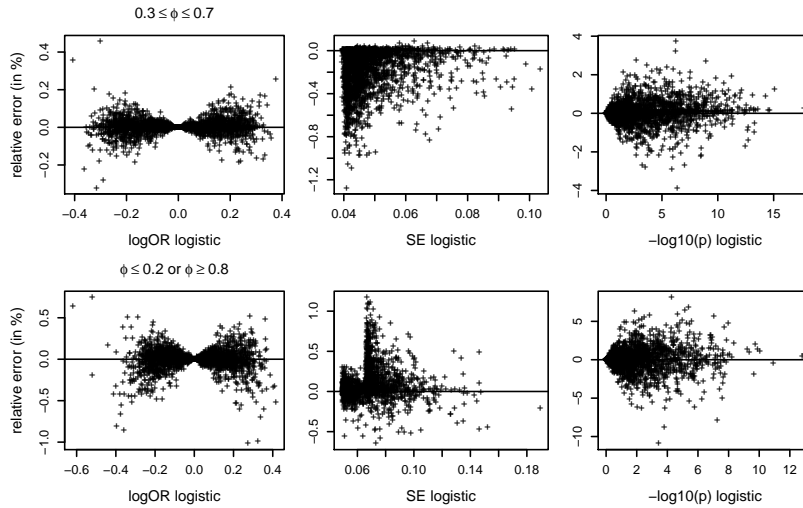 0.3 ≤ ϕ ≤ 0.7
relative error (in %)
0.4
0.2
0.0
−0.2
−0.4 −0.2 0.0 0.2 0.4
logOR logistic
0.0
−0.4
−0.8
−1.2
0.04 0.06 0.08 0.10
SE logistic
4
2
0
−2
−4
0 5 10 15
−log10(p) logistic
ϕ ≤ 0.2 or ϕ ≥ 0.8
relative error (in %)
0.5
0.0
−0.5
−1.0
−0.6 −0.4 −0.2 0.0 0.2 0.4
logOR logistic
1.0
0.5
0.0
−0.5
0.06 0.10 0.14 0.18
SE logistic
5
0
−5
−10
0 2 4 6 8 10 12
−log10(p) logistic